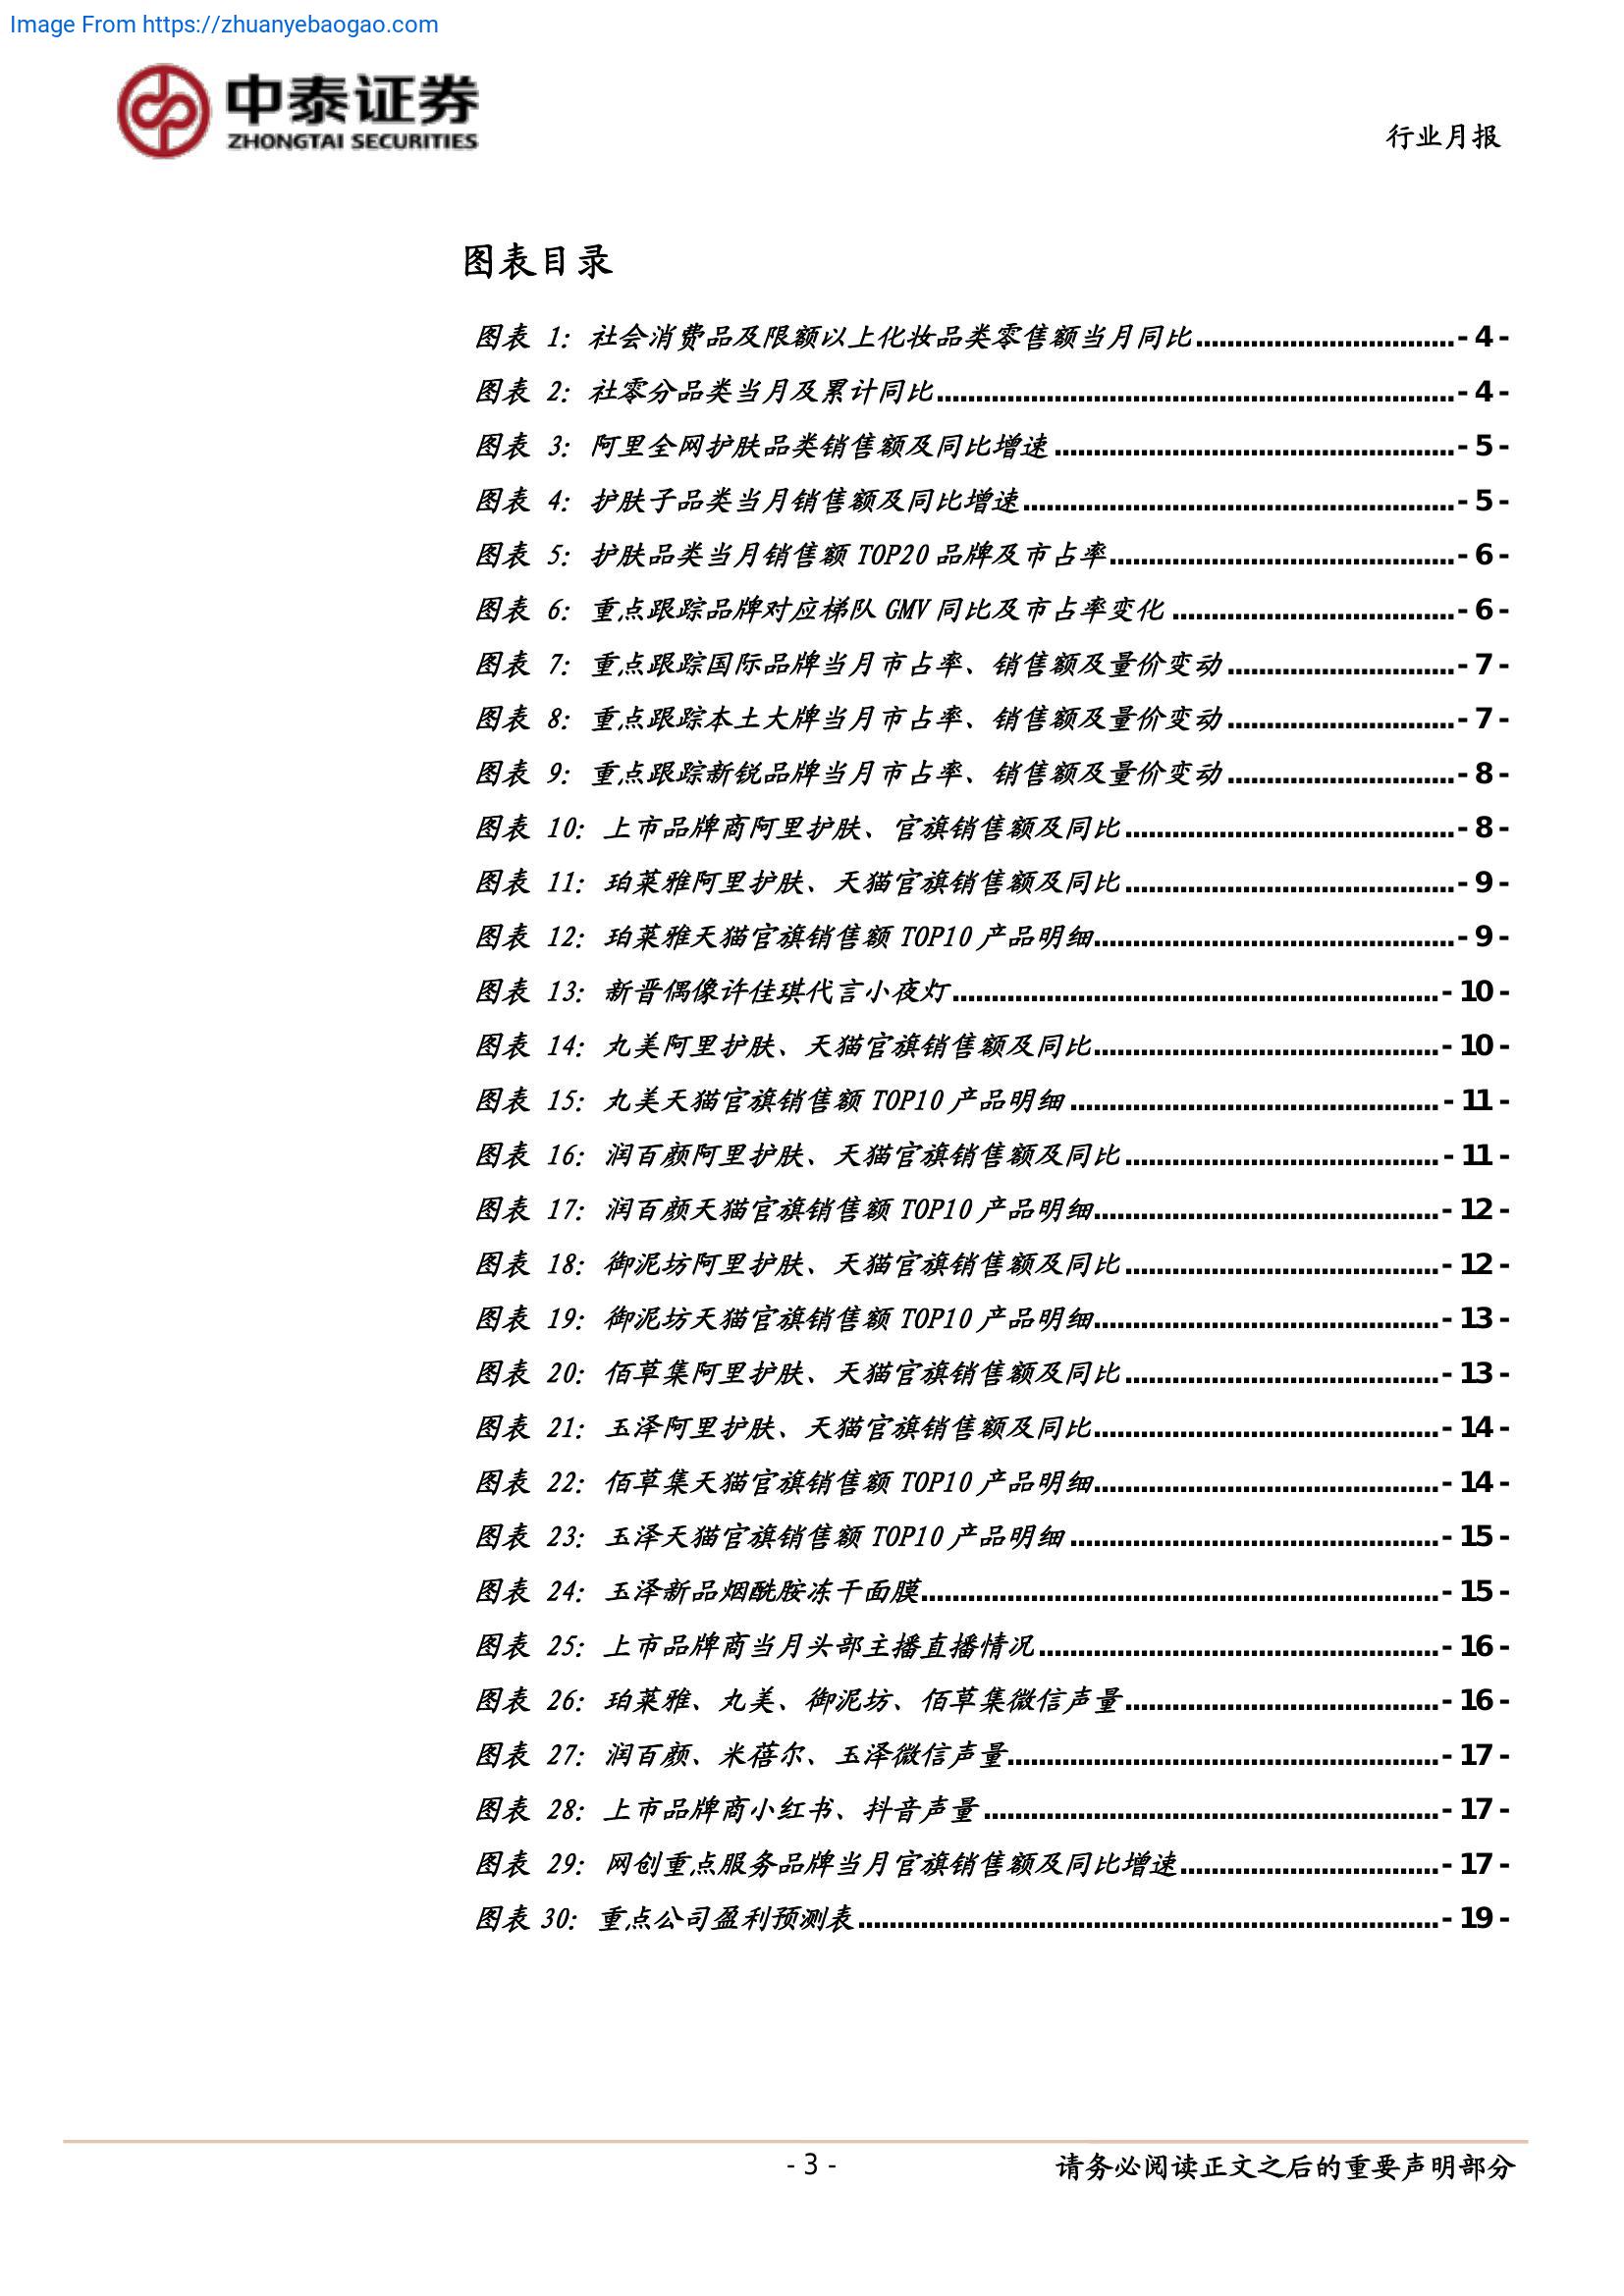 Image From https://zhuanyebaogao.com
中泰证券
ZHONGTAI SECURITIES
行业月报
图表目录
图表 1：社会消费品及限额以上化妆品类零售额当月同比.................................- 4 -
图表 2：社零分品类当月及累计同比.................................................................- 4 -
图表 3：阿里全网护肤品类销售额及同比增速...................................................- 5 -
图表 4：护肤子品类当月销售额及同比增速.......................................................- 5 -
图表 5：护肤品类当月销售额 TOP20 品牌及市占率............................................- 6 -
图表 6：重点跟踪品牌对应梯队 GMV 同比及市占率变化....................................- 6 -
图表 7：重点跟踪国际品牌当月市占率、销售额及量价变动.............................- 7 -
图表 8：重点跟踪本土大牌当月市占率、销售额及量价变动.............................- 7 -
图表 9：重点跟踪新锐品牌当月市占率、销售额及量价变动.............................- 8 -
图表 10：上市品牌商阿里护肤、官旗销售额及同比..........................................- 8 -
图表 11：珀莱雅阿里护肤、天猫官旗销售额及同比..........................................- 9 -
图表 12：珀莱雅天猫官旗销售额 TOP10 产品明细..............................................- 9 -
图表 13：新晋偶像许佳琪代言小夜灯..............................................................- 10 -
图表 14：丸美阿里护肤、天猫官旗销售额及同比............................................- 10 -
图表 15：丸美天猫官旗销售额 TOP10 产品明细...............................................- 11 -
图表 16：润百颜阿里护肤、天猫官旗销售额及同比........................................- 11 -
图表 17：润百颜天猫官旗销售额 TOP10 产品明细............................................- 12 -
图表 18：御泥坊阿里护肤、天猫官旗销售额及同比........................................- 12 -
图表 19：御泥坊天猫官旗销售额 TOP10 产品明细............................................- 13 -
图表 20：佰草集阿里护肤、天猫官旗销售额及同比........................................- 13 -
图表 21：玉泽阿里护肤、天猫官旗销售额及同比............................................- 14 -
图表 22：佰草集天猫官旗销售额 TOP10 产品明细............................................- 14 -
图表 23：玉泽天猫官旗销售额 TOP10 产品明细...............................................- 15 -
图表 24：玉泽新品烟酰胺冻干面膜..................................................................- 15 -
图表 25：上市品牌商当月头部主播直播情况...................................................- 16 -
图表 26：珀莱雅、丸美、御泥坊、佰草集微信声量........................................- 16 -
图表 27：润百颜、米蓓尔、玉泽微信声量.......................................................- 17 -
图表 28：上市品牌商小红书、抖音声量..........................................................- 17 -
图表 29：网创重点服务品牌当月官旗销售额及同比增速.................................- 17 -
图表 30：重点公司盈利预测表..........................................................................- 19 -
- 3 -
请务必阅读正文之后的重要声明部分